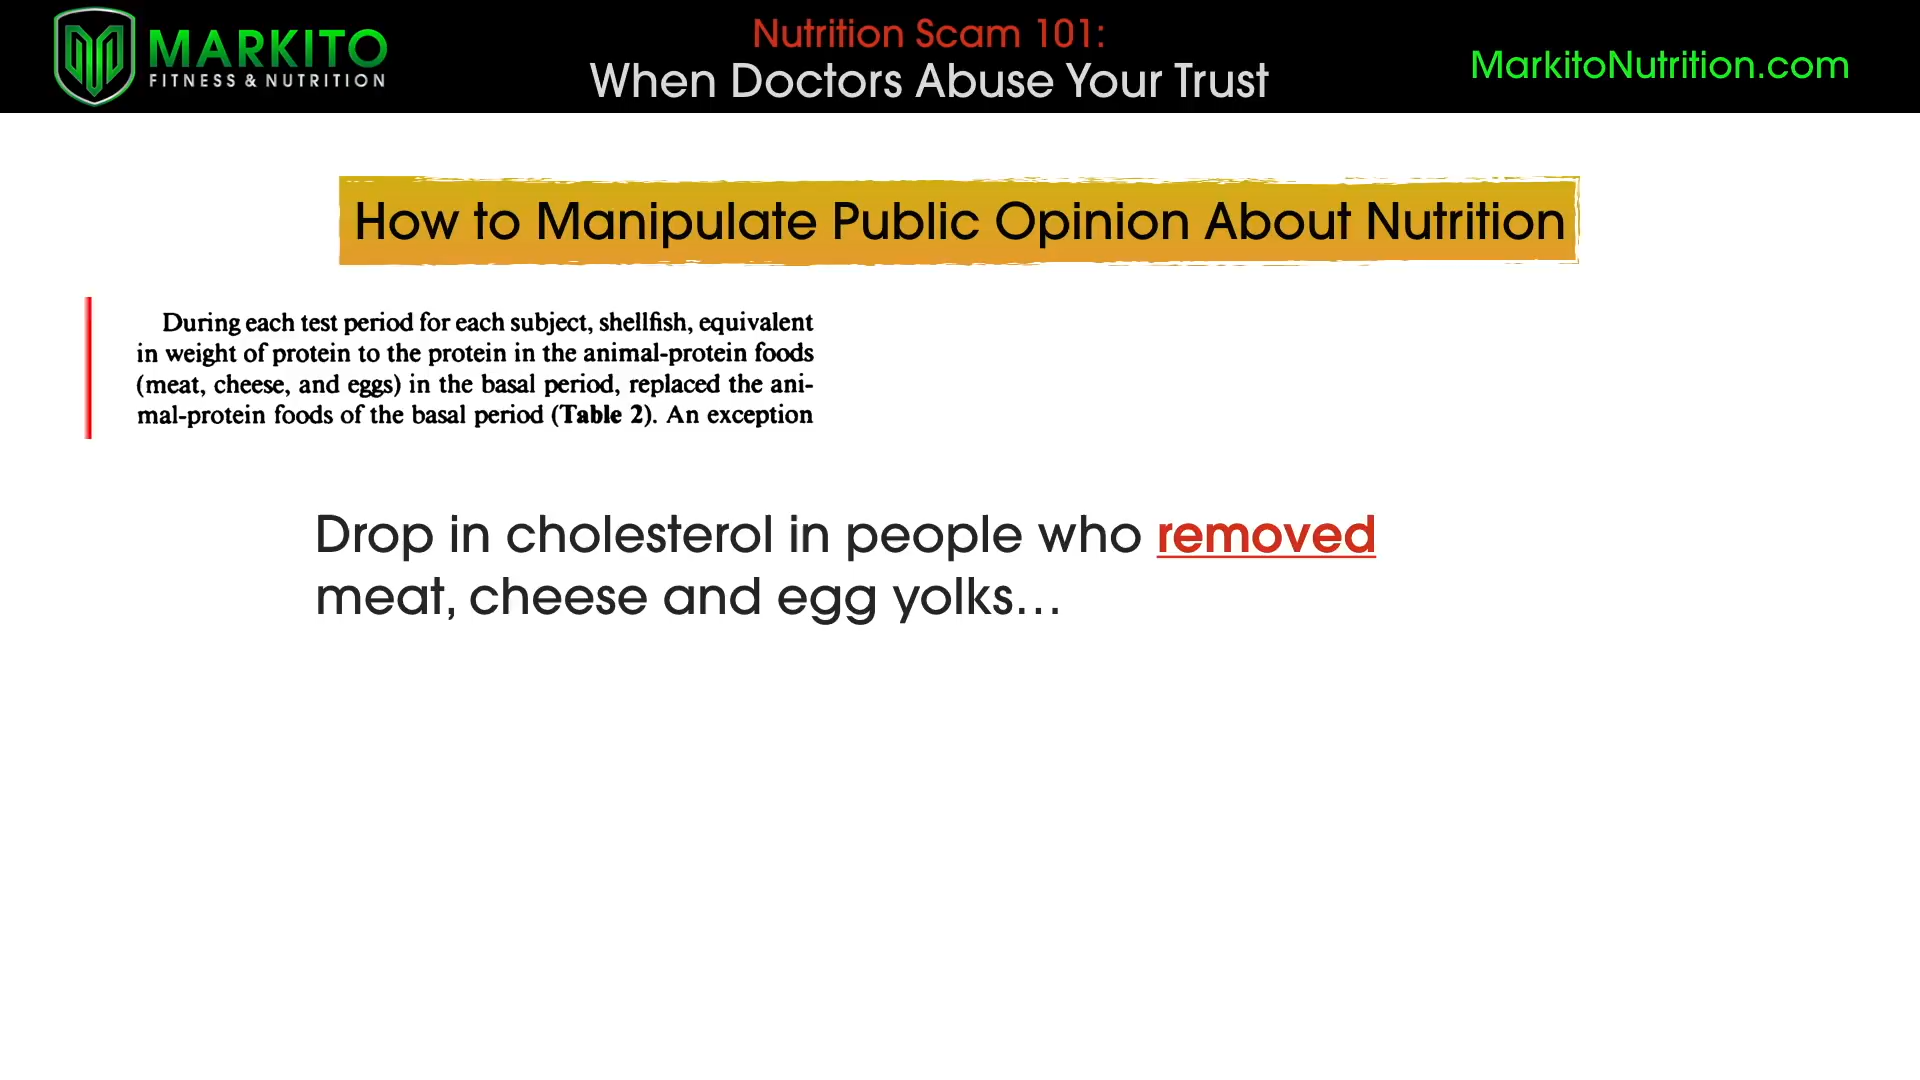 MARKITO
FITNESS & NUTRITION
Nutrition Scam 101:
When Doctors Abuse Your Trust
MarkitoNutrition.com
How to Manipulate Public Opinion About Nutrition
During each test period for each subject, shellfish, equivalent
in weight of protein to the protein in the animal-protein foods
(meat, cheese, and eggs) in the basal period, replaced the ani-
mal-protein foods of the basal period (Table 2). An exception
Drop in cholesterol in people who removed
meat, cheese and egg yolks…